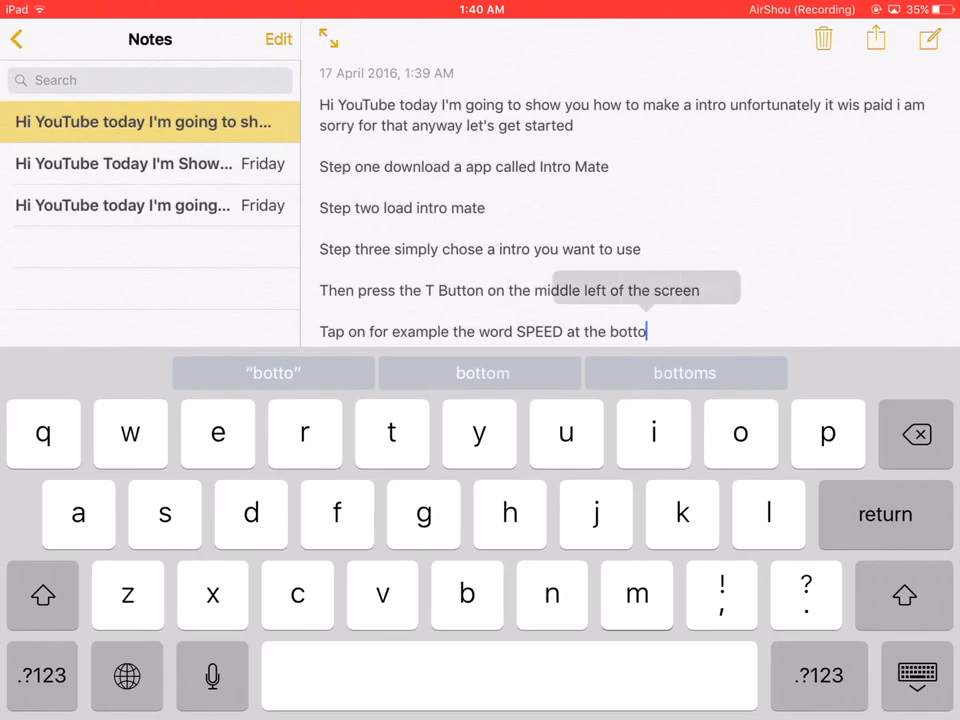 iPad 1:40 AM AirShou (Recording) 35%
Notes Edit
Search
17 April 2016, 1:39 AM
Hi YouTube today I'm going to sh...
Hi YouTube Today I'm Show... Friday
Hi YouTube today I'm going... Friday
Hi YouTube today I'm going to show you how to make a intro unfortunately it wis paid i am
sorry for that anyway let's get started
Step one download a app called Intro Mate
Step two load intro mate
Step three simply chose a intro you want to use
Then press the T Button on the middle left of the screen
Tap on for example the word SPEED at the botto
"botto" bottom bottoms
q w e r t y u i o p
a s d f g h j k l return
z x c v b n m ! , ? .
.?123 .?123